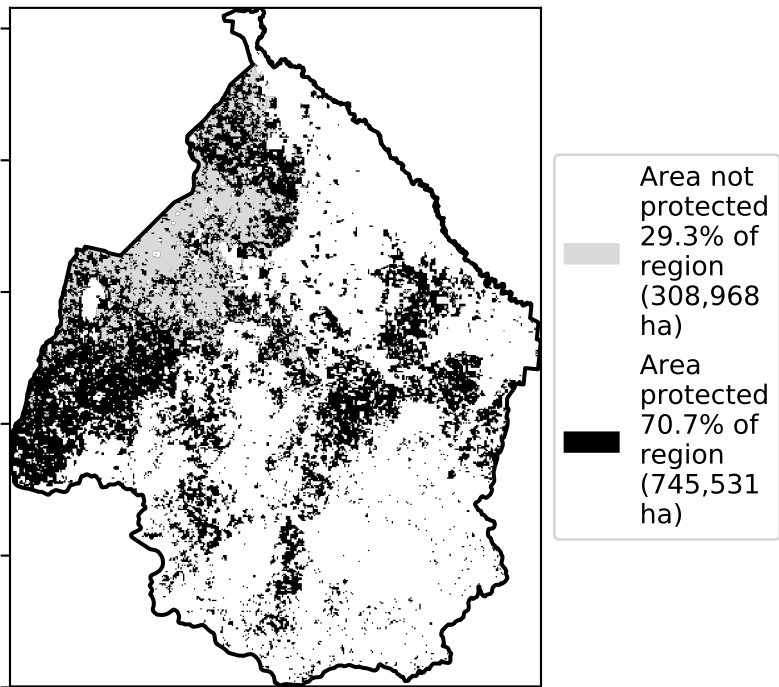 Area not
protected
29.3% of
region
(308,968
ha)
Area
protected
70.7% of
region
(745,531
ha)